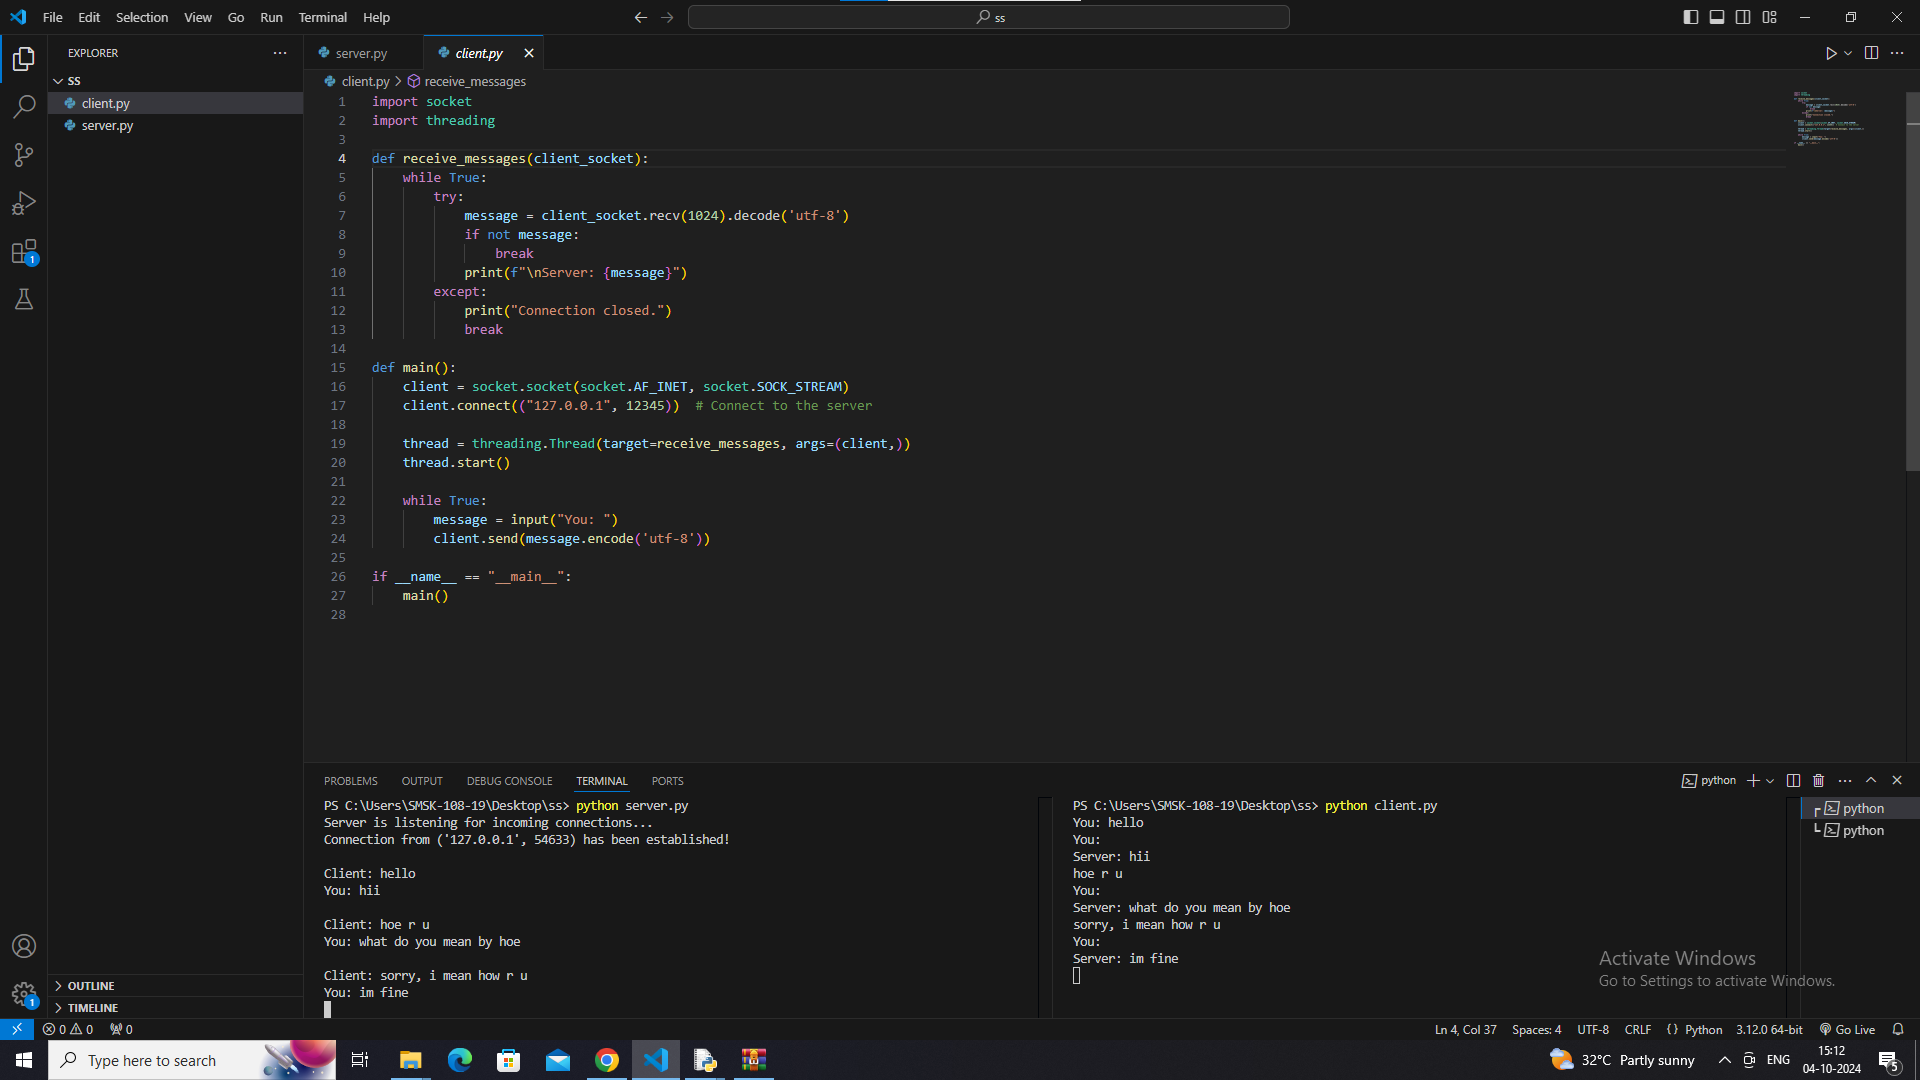 File Edit Selection View Go Run Terminal Help
ss
EXPLORER
SS
client.py
server.py
OUTLINE
TIMELINE
server.py client.py
client.py > receive_messages
1 import socket
2 import threading
3
4 def receive_messages(client_socket):
5 while True:
6 try:
7 message = client_socket.recv(1024).decode('utf-8')
8 if not message:
9 break
10 print(f"\nServer: {message}")
11 except:
12 print("Connection closed.")
13 break
14
15 def main():
16 client = socket.socket(socket.AF_INET, socket.SOCK_STREAM)
17 client.connect(("127.0.0.1", 12345)) # Connect to the server
18
19 thread = threading.Thread(target=receive_messages, args=(client,))
20 thread.start()
21
22 while True:
23 message = input("You: ")
24 client.send(message.encode('utf-8'))
25
26 if __name__ == "__main__":
27 main()
28
PROBLEMS OUTPUT DEBUG CONSOLE TERMINAL PORTS
python
PS C:\Users\SMSK-108-19\Desktop\ss> python server.py
Server is listening for incoming connections...
Connection from ('127.0.0.1', 54633) has been established!
Client: hello
You: hii
Client: hoe r u
You: what do you mean by hoe
Client: sorry, i mean how r u
You: im fine
PS C:\Users\SMSK-108-19\Desktop\ss> python client.py
You: hello
You:
Server: hii
hoe r u
You:
Server: what do you mean by hoe
sorry, i mean how r u
You:
Server: im fine
python
python
Activate Windows
Go to Settings to activate Windows.
1
1
0 0 0
Ln 4, Col 37 Spaces: 4 UTF-8 CRLF {} Python 3.12.0 64-bit Go Live
Type here to search
32°C Partly sunny
ENG
15:12
04-10-2024
5